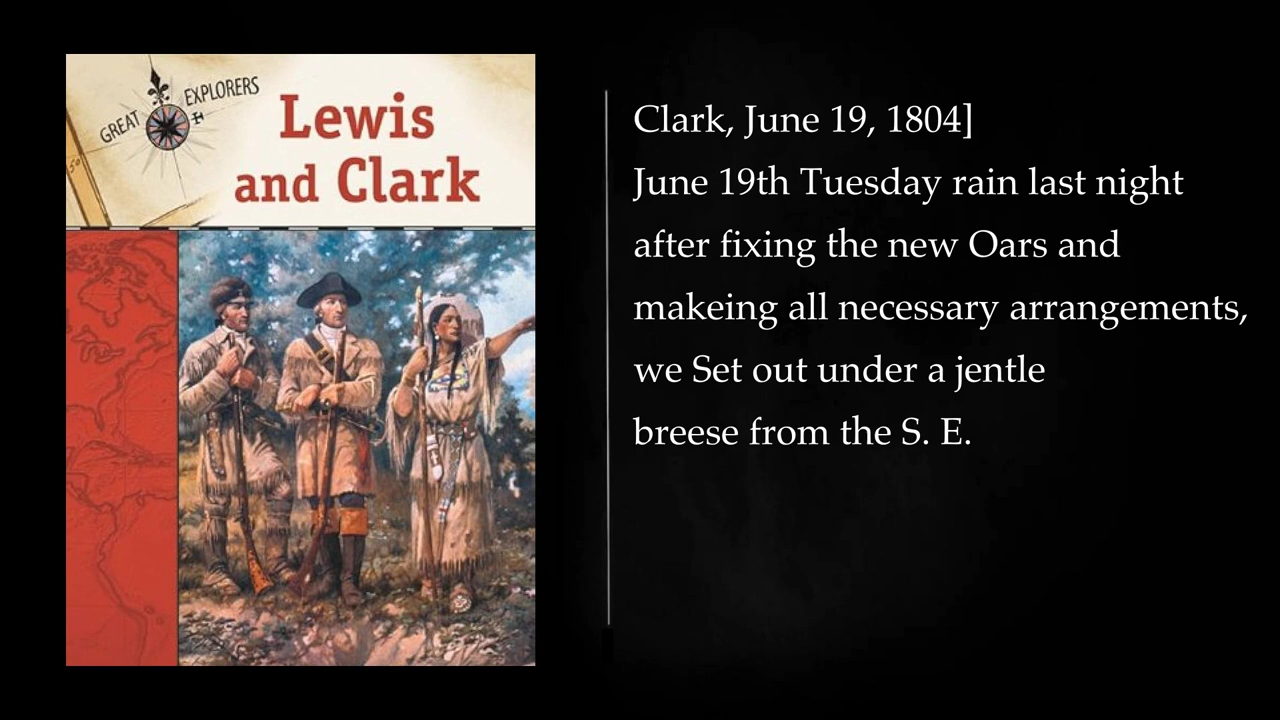 GREAT EXPLORERS
Lewis
and Clark
50
Clark, June 19, 1804]
June 19th Tuesday rain last night
after fixing the new Oars and
makeing all necessary arrangements,
we Set out under a jentle
breese from the S. E.